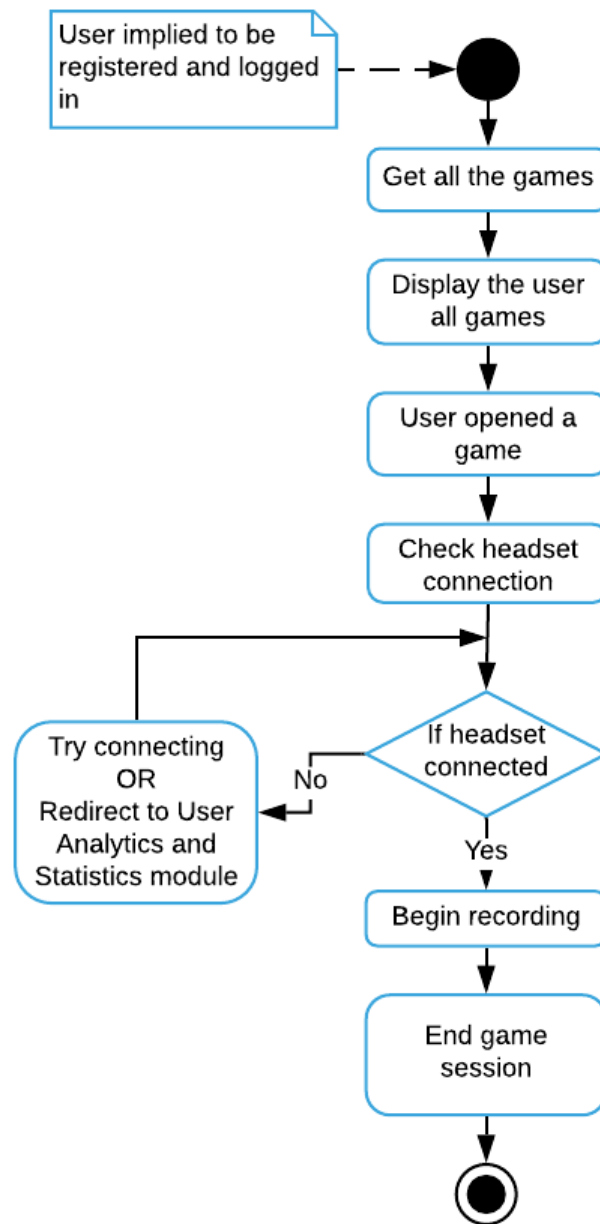 User implied to be
registered and logged
in
Get all the games
Display the user
all games
User opened a
game
Check headset
connection
If headset
connected
No
Try connecting
OR
Redirect to User
Analytics and
Statistics module
Yes
Begin recording
End game
session